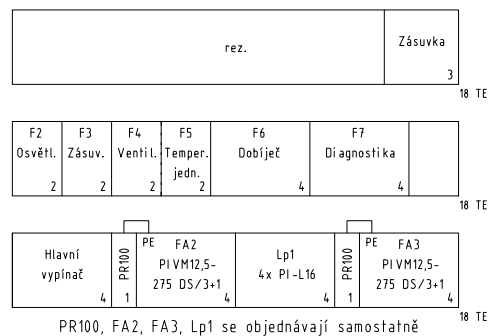 rez.
Zásuvka
3
18 TE
F2 F3 F4 F5 F6 F7
Osvětl. Zásuv. Ventil. Temper. Dobíječ Diagnostika
jedn.
2 2 2 2 4 4
18 TE
Hlavní
vypínač
4
PR100
1
PE FA2
PIVM12,5-
275 DS/3+1
4
Lp1
4x PI-L16
4
PR100
1
PE FA3
PIVM12,5-
275 DS/3+1
4
18 TE
PR100, FA2, FA3, Lp1 se objednávají samostatně